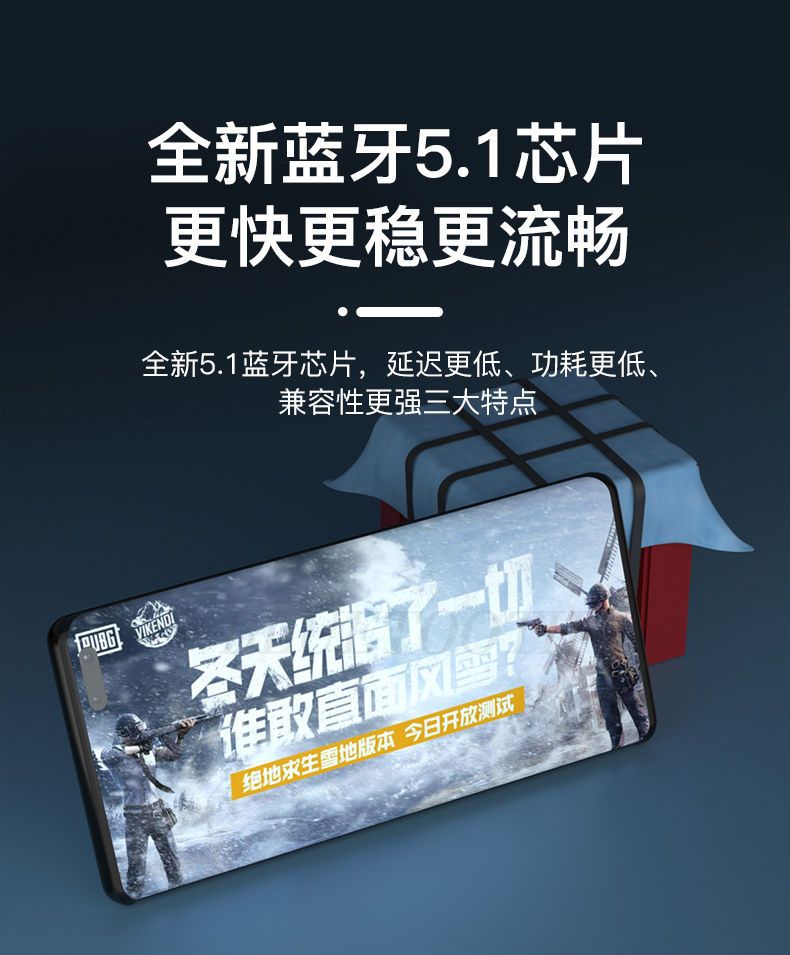 全新蓝牙5.1芯片
更快更稳更流畅
全新5.1蓝牙芯片，延迟更低、功耗更低、
兼容性更强三大特点
PUBG
VIKENDI
冬天统治了一切
谁敢直面风雪?
绝地求生雪地版本 今日开放测试